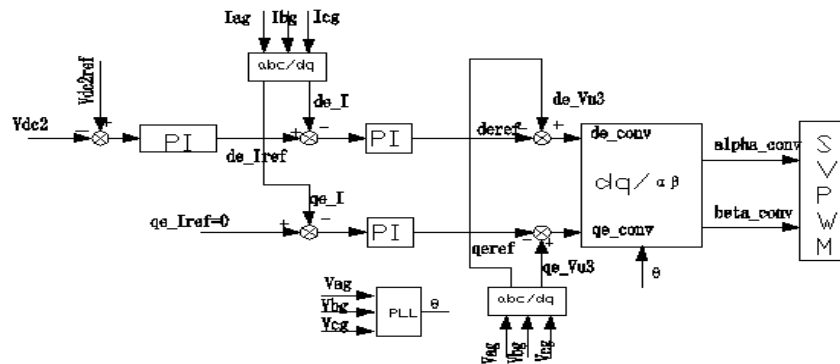 Iag Ibg Icg
abc/dq
Vdc2ref
Vdc2
- +
PI
de_Iref
de_I
+ -
PI
deref
-
de_Vu3
+
de_conv
dq/αβ
qe_conv
alpha_conv
beta_conv
SVPWM
qe_Iref=0
qe_I
+ -
PI
qeref
-
+
qe_Vu3
θ
abc/dq
Vag Vbg Vcg
Vag
Vbg
Vcg
PLL
θ